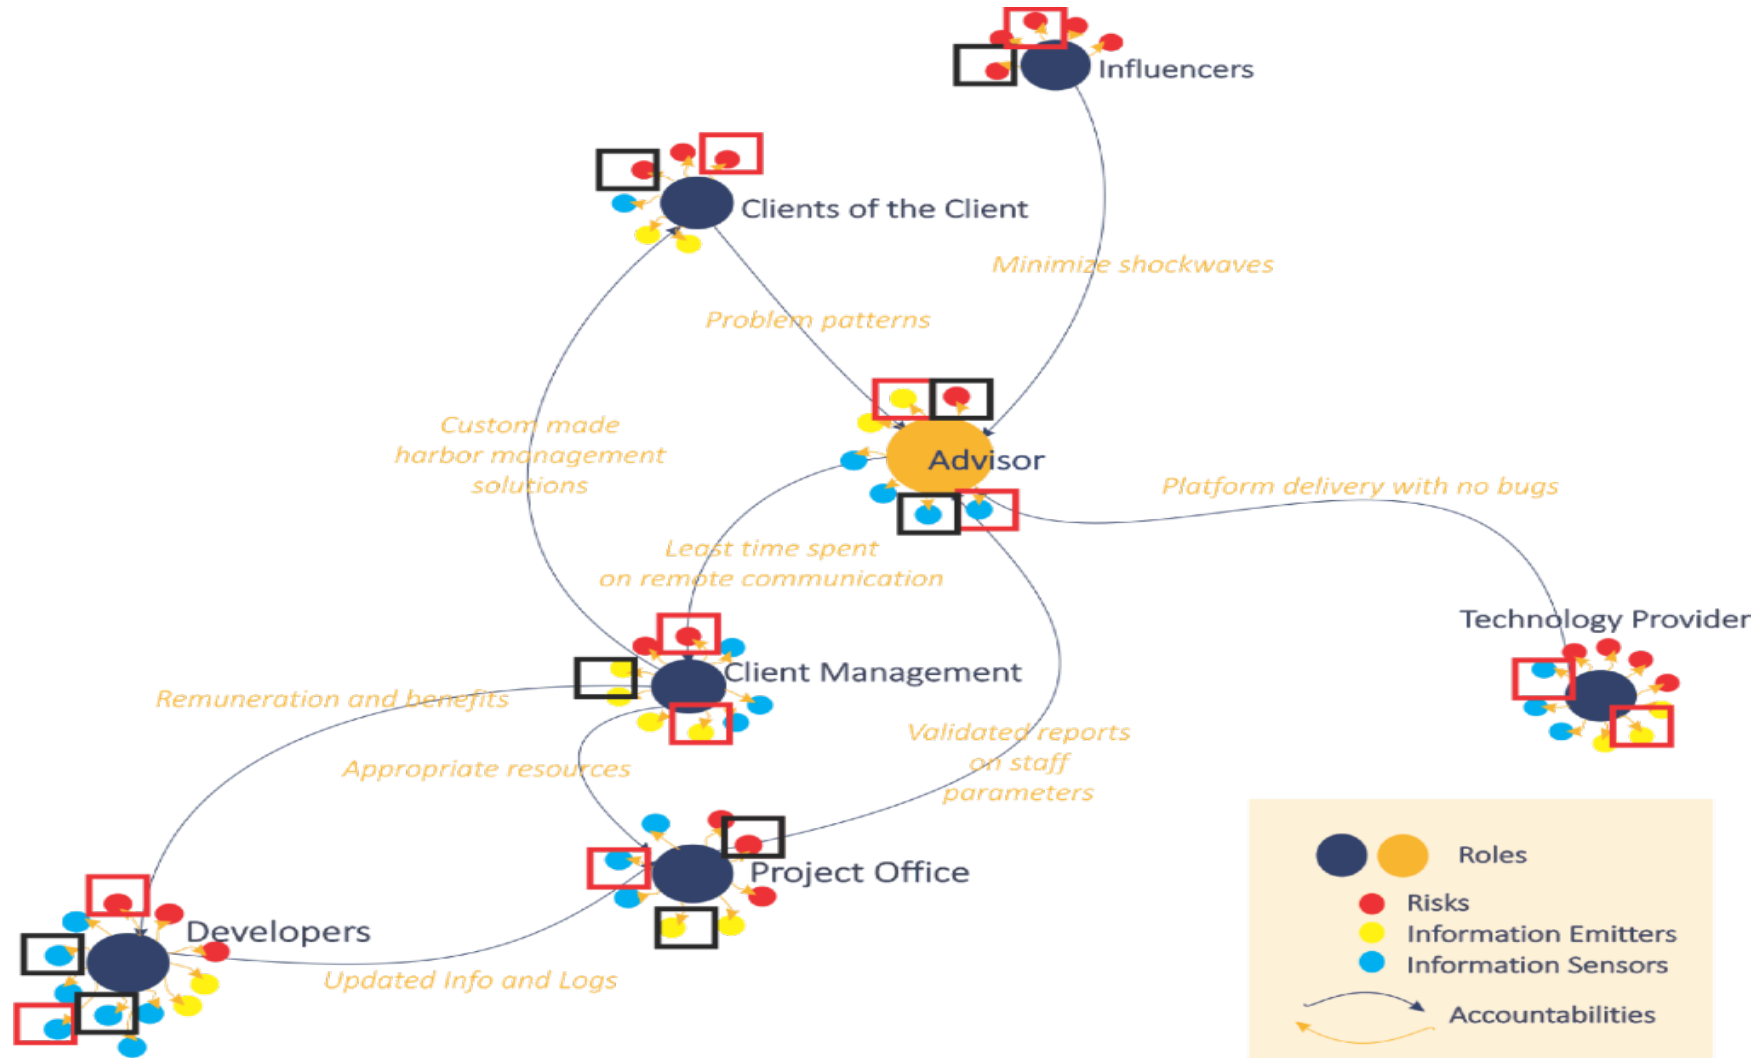 Influencers
Clients of the Client
Minimize shockwaves
Problem patterns
Custom made
harbor management
solutions
Advisor
Platform delivery with no bugs
Least time spent
on remote communication
Technology Provider
Client Management
Remuneration and benefits
Validated reports
on staff
parameters
Appropriate resources
Project Office
Developers
Updated Info and Logs
Roles
Risks
Information Emitters
Information Sensors
Accountabilities